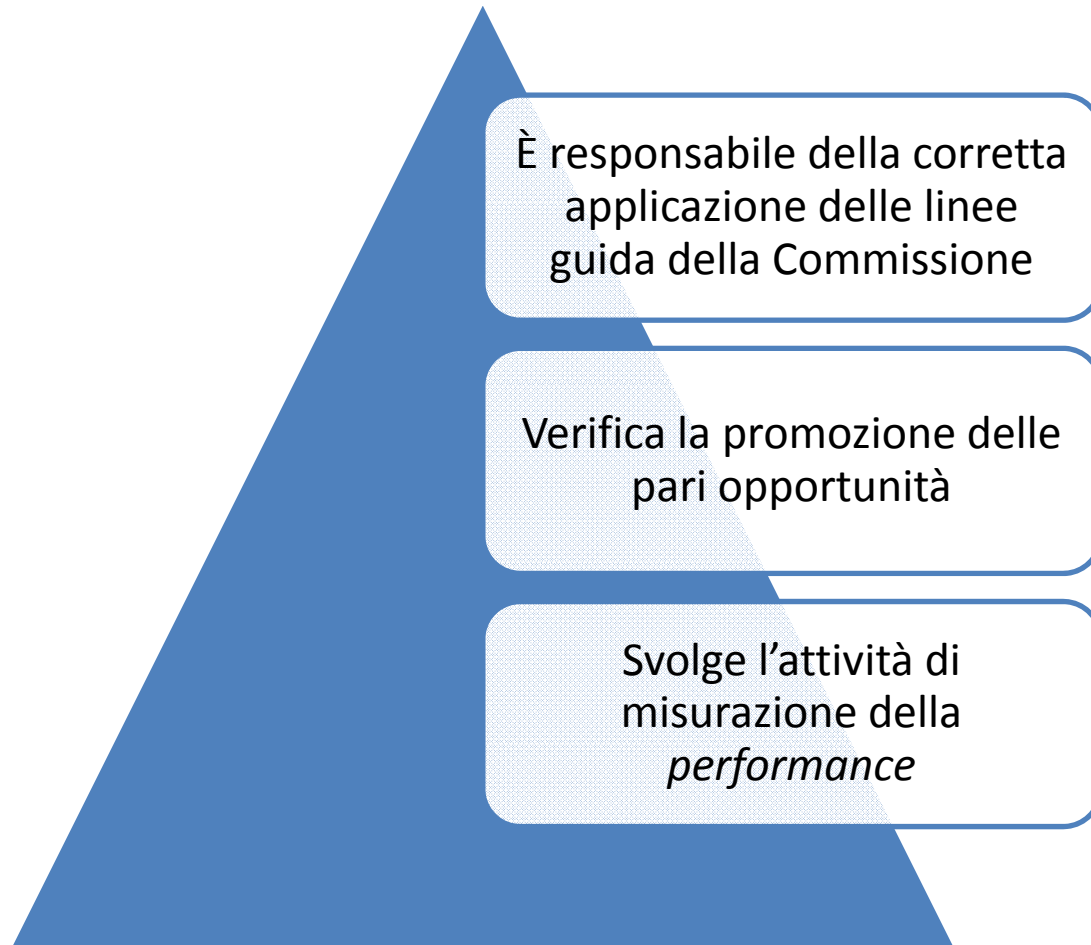 È responsabile della corretta
applicazione delle linee
guida della Commissione
Verifica la promozione delle
pari opportunità
Svolge l’attività di
misurazione della
performance